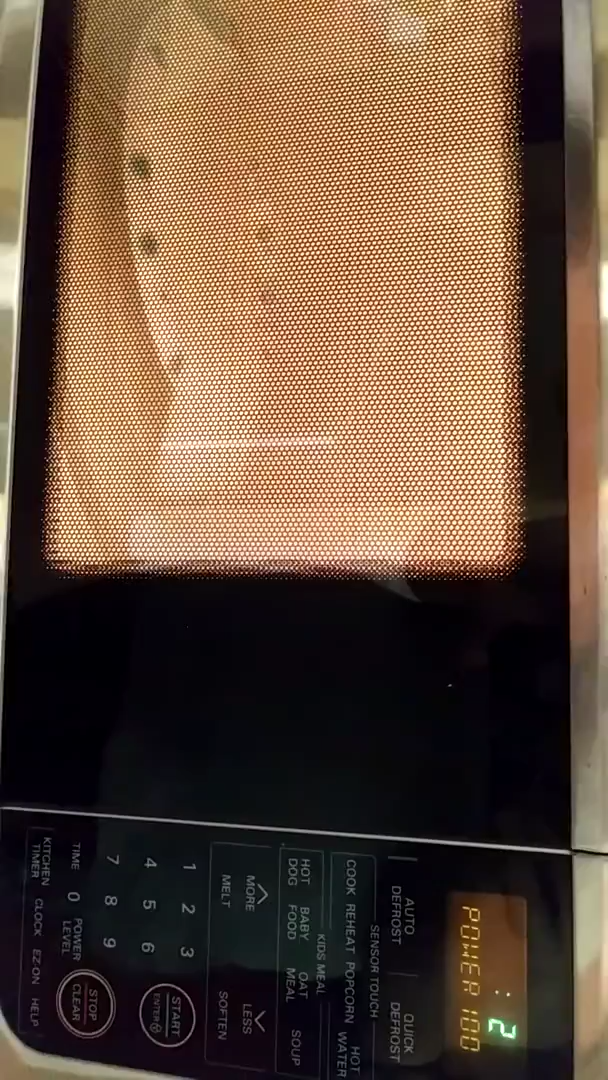 : 2
POWER 100
AUTO DEFROST
QUICK DEFROST
SENSOR TOUCH
COOK REHEAT POPCORN HOT WATER
KIDS MEAL
HOT DOG BABY FOOD OAT MEAL SOUP
MORE LESS
MELT SOFTEN
1 2 3
4 5 6
7 8 9
START ENTER
TIME 0 POWER LEVEL
STOP CLEAR
KITCHEN TIMER CLOCK EZ-ON HELP